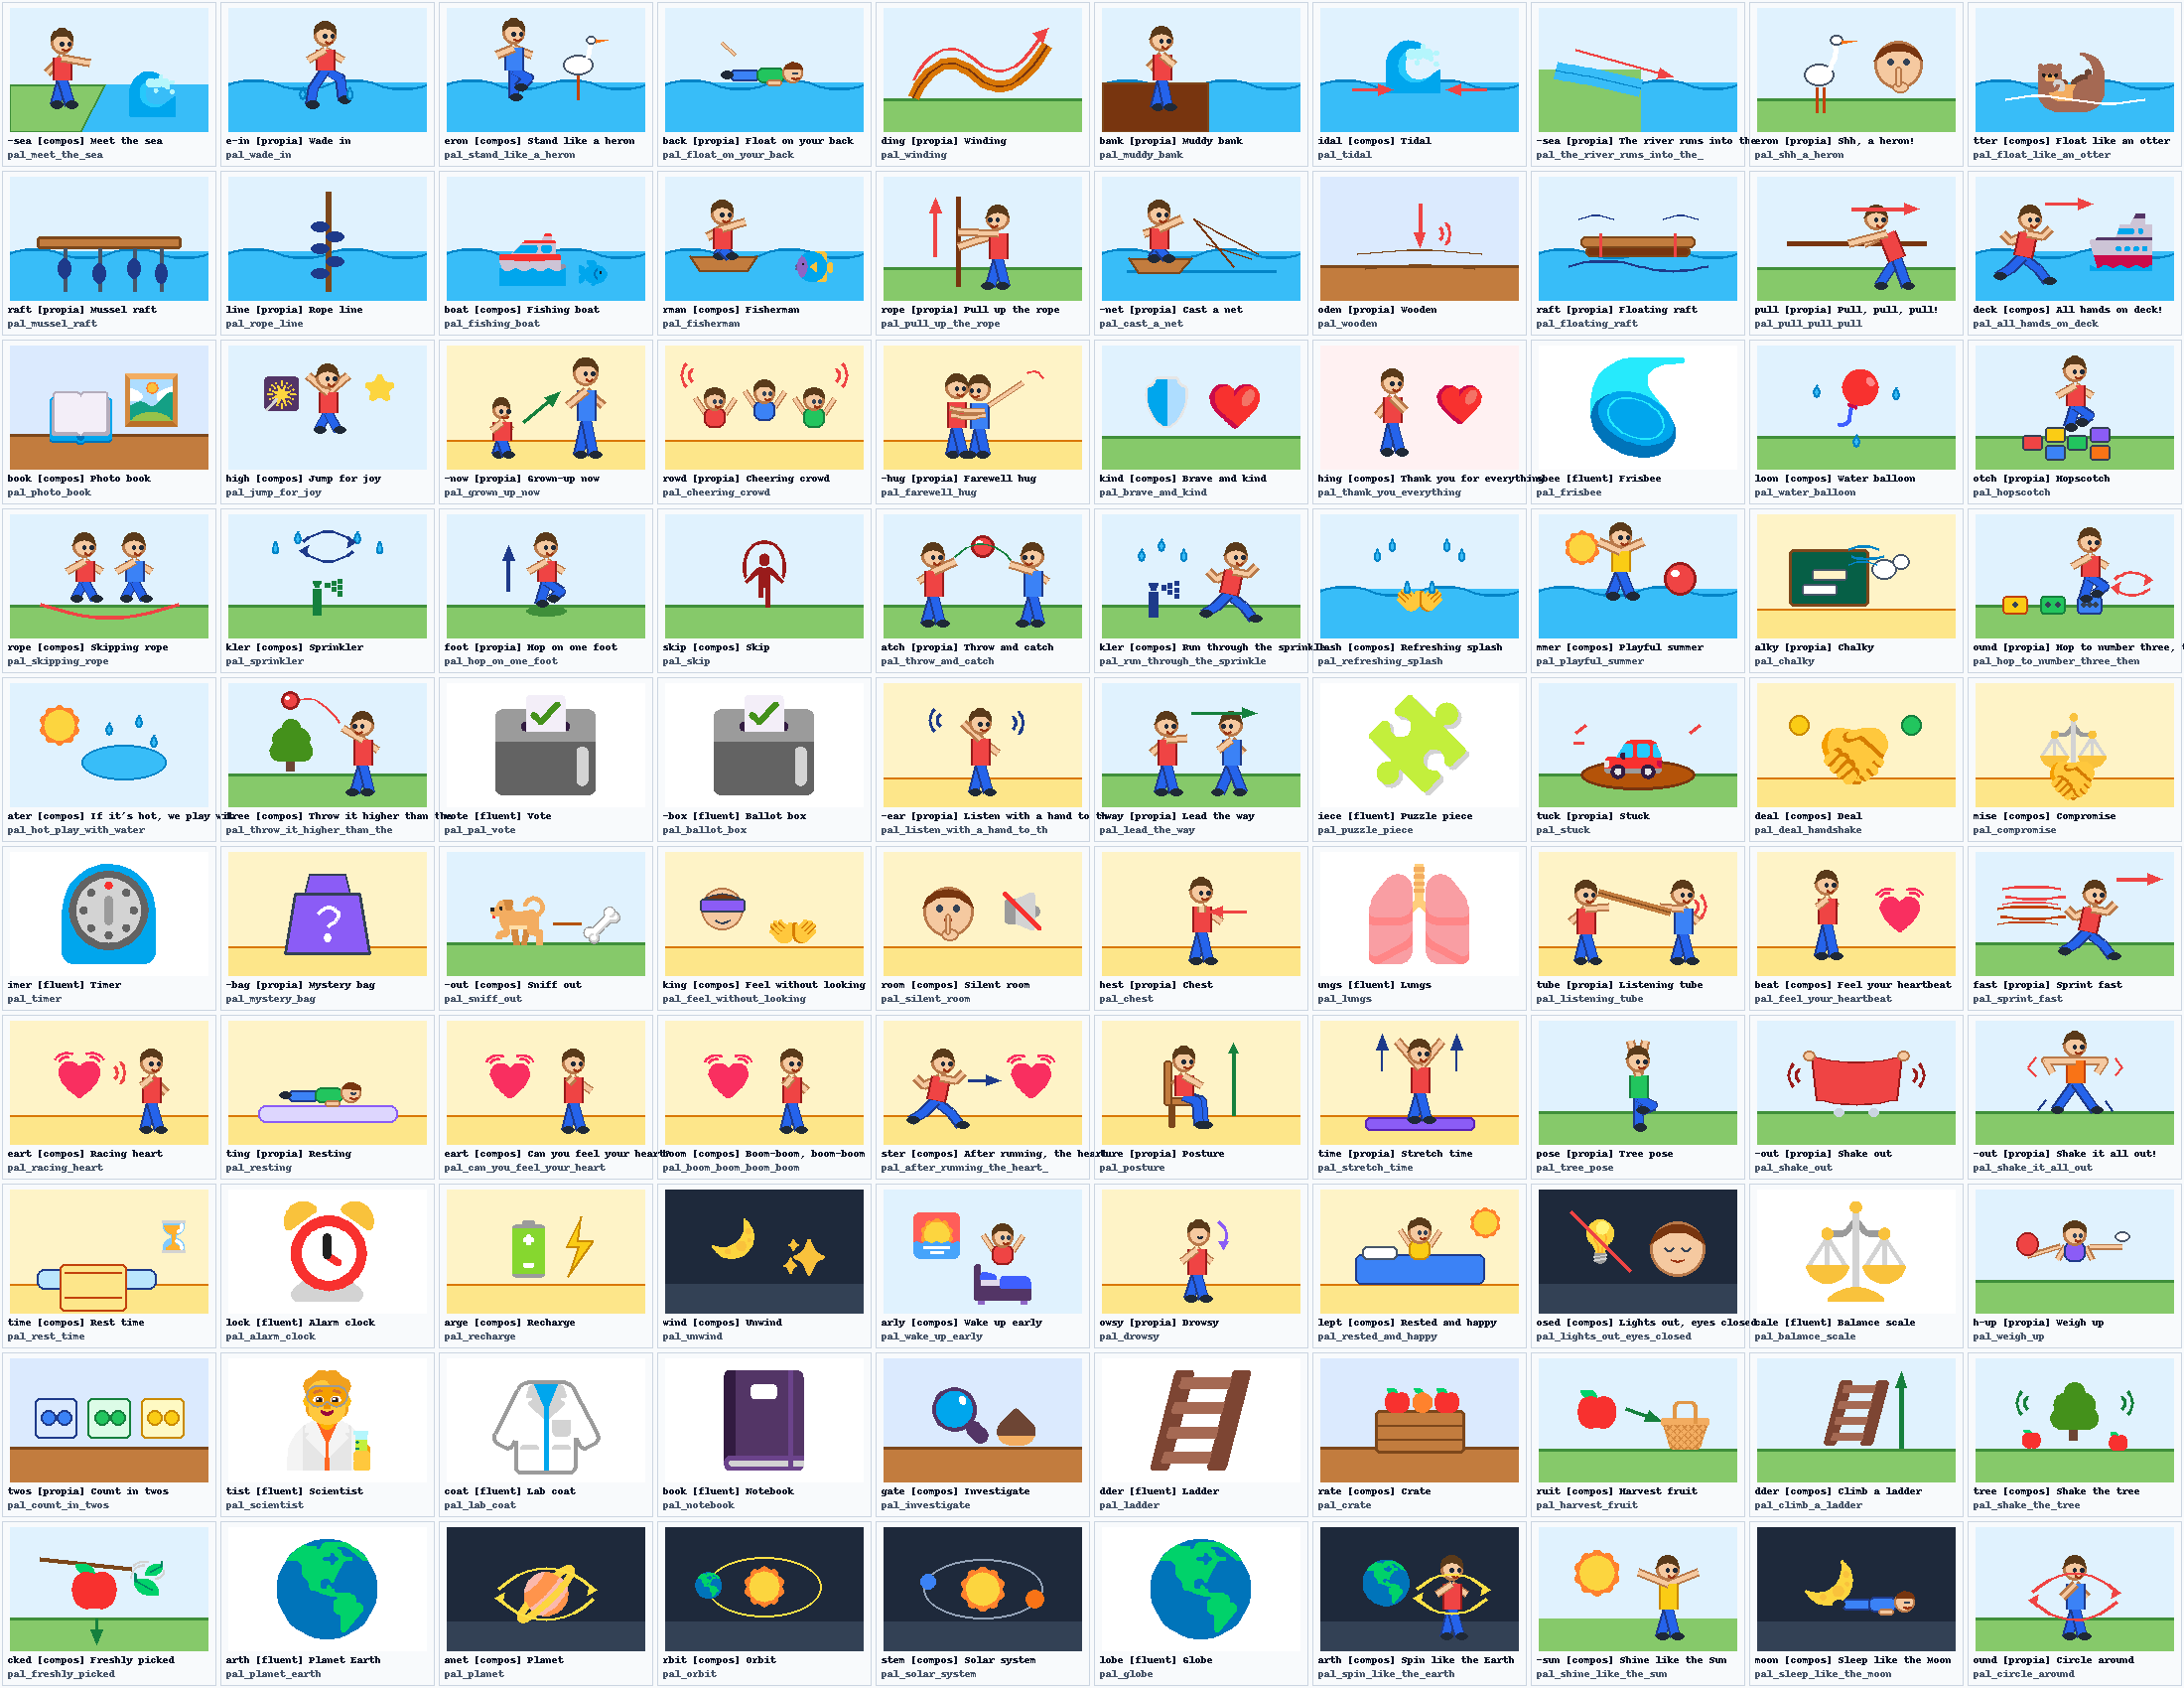 -sea [compos] Meet the sea
pal_meet_the_sea
e-in [propia] Wade in
pal_wade_in
eron [compos] Stand like a heron
pal_stand_like_a_heron
back [propia] Float on your back
pal_float_on_your_back
ding [propia] Winding
pal_winding
bank [propia] Muddy bank
pal_muddy_bank
idal [compos] Tidal
pal_tidal
-sea [propia] The river runs into the
pal_the_river_runs_into_the_
eron [compos] Shh, a heron!
pal_shh_a_heron
tter [compos] Float like an otter
pal_float_like_an_otter
raft [propia] Mussel raft
pal_mussel_raft
line [propia] Rope line
pal_rope_line
boat [compos] Fishing boat
pal_fishing_boat
rman [compos] Fisherman
pal_fisherman
rope [propia] Pull up the rope
pal_pull_up_the_rope
-net [propia] Cast a net
pal_cast_a_net
oden [propia] Wooden
pal_wooden
raft [propia] Floating raft
pal_floating_raft
pull [propia] Pull, pull, pull!
pal_pull_pull_pull
deck [compos] All hands on deck!
pal_all_hands_on_deck
book [compos] Photo book
pal_photo_book
high [compos] Jump for joy
pal_jump_for_joy
-now [propia] Grown-up now
pal_grown_up_now
rowd [propia] Cheering crowd
pal_cheering_crowd
-hug [propia] Farewell hug
pal_farewell_hug
kind [compos] Brave and kind
pal_brave_and_kind
hing [compos] Thank you for everything
pal_thank_you_everything
sbee [fluent] Frisbee
pal_frisbee
loon [compos] Water balloon
pal_water_balloon
otch [propia] Hopscotch
pal_hopscotch
rope [compos] Skipping rope
pal_skipping_rope
kler [compos] Sprinkler
pal_sprinkler
foot [propia] Hop on one foot
pal_hop_on_one_foot
skip [compos] Skip
pal_skip
atch [propia] Throw and catch
pal_throw_and_catch
kler [compos] Run through the sprinkl
pal_run_through_the_sprinkle
lash [compos] Refreshing splash
pal_refreshing_splash
mmer [compos] Playful summer
pal_playful_summer
alky [propia] Chalky
pal_chalky
ound [propia] Hop to number three, t
pal_hop_to_number_three_then
ater [compos] If it's hot, we play wit
pal_hot_play_with_water
tree [compos] Throw it higher than the
pal_throw_it_higher_than_the
vote [fluent] Vote
pal_pal_vote
-box [fluent] Ballot box
pal_ballot_box
-ear [propia] Listen with a hand to th
pal_listen_with_a_hand_to_th
-way [propia] Lead the way
pal_lead_the_way
iece [fluent] Puzzle piece
pal_puzzle_piece
tuck [propia] Stuck
pal_stuck
deal [compos] Deal
pal_deal_handshake
mise [compos] Compromise
pal_compromise
imer [fluent] Timer
pal_timer
?
-bag [propia] Mystery bag
pal_mystery_bag
-out [compos] Sniff out
pal_sniff_out
king [compos] Feel without looking
pal_feel_without_looking
room [compos] Silent room
pal_silent_room
hest [propia] Chest
pal_chest
ungs [fluent] Lungs
pal_lungs
tube [propia] Listening tube
pal_listening_tube
beat [compos] Feel your heartbeat
pal_feel_your_heartbeat
fast [propia] Sprint fast
pal_sprint_fast
eart [compos] Racing heart
pal_racing_heart
ting [propia] Resting
pal_resting
eart [compos] Can you feel your heart
pal_can_you_feel_your_heart
boom [compos] Boom-boom, boom-boom
pal_boom_boom_boom_boom
ster [compos] After running, the heart
pal_after_running_the_heart_
ture [propia] Posture
pal_posture
time [propia] Stretch time
pal_stretch_time
pose [propia] Tree pose
pal_tree_pose
-out [propia] Shake out
pal_shake_out
-out [propia] Shake it all out!
pal_shake_it_all_out
time [compos] Rest time
pal_rest_time
lock [fluent] Alarm clock
pal_alarm_clock
arge [compos] Recharge
pal_recharge
wind [compos] Unwind
pal_unwind
arly [compos] Wake up early
pal_wake_up_early
owsy [propia] Drowsy
pal_drowsy
lept [compos] Rested and happy
pal_rested_and_happy
osed [compos] Lights out, eyes closed
pal_lights_out_eyes_closed
cale [fluent] Balance scale
pal_balance_scale
h-up [propia] Weigh up
pal_weigh_up
twos [propia] Count in twos
pal_count_in_twos
tist [fluent] Scientist
pal_scientist
coat [fluent] Lab coat
pal_lab_coat
book [fluent] Notebook
pal_notebook
gate [compos] Investigate
pal_investigate
dder [fluent] Ladder
pal_ladder
rate [compos] Crate
pal_crate
ruit [compos] Harvest fruit
pal_harvest_fruit
dder [compos] Climb a ladder
pal_climb_a_ladder
tree [compos] Shake the tree
pal_shake_the_tree
cked [compos] Freshly picked
pal_freshly_picked
arth [fluent] Planet Earth
pal_planet_earth
anet [compos] Planet
pal_planet
rbit [compos] Orbit
pal_orbit
stem [compos] Solar system
pal_solar_system
lobe [fluent] Globe
pal_globe
arth [compos] Spin like the Earth
pal_spin_like_the_earth
-sun [compos] Shine like the Sun
pal_shine_like_the_sun
moon [compos] Sleep like the Moon
pal_sleep_like_the_moon
ound [propia] Circle around
pal_circle_around